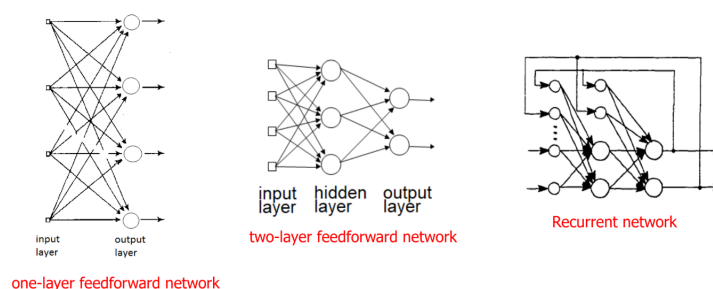 input
layer
output
layer
one-layer feedforward network
input
layer
hidden
layer
output
layer
two-layer feedforward network
Recurrent network